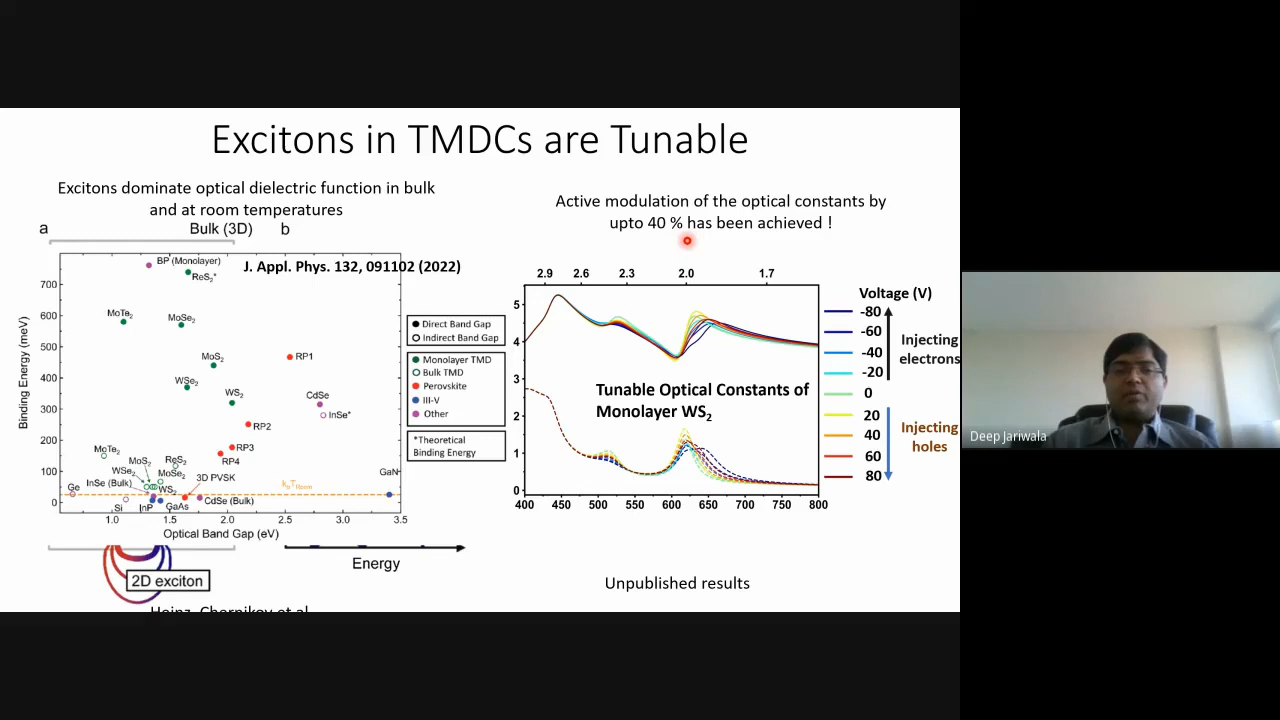 Excitons in TMDCs are Tunable
Excitons dominate optical dielectric function in bulk
and at room temperatures
a
Bulk (3D)
b
J. Appl. Phys. 132, 091102 (2022)
Binding Energy (meV)
700
600
500
400
300
200
100
0
BP (Monolayer)
ReS2*
MoTe2
MoSe2
RP1
MoS2
WSe2
WS2
CdSe
InSe*
RP2
RP3
RP4
MoTe2
MoS2
ReS2
WSe2
MoSe2
InSe (Bulk)
WS2
3D PVSK
GaN
Ge
Si
InP
GaAs
CdSe (Bulk)
1.0
1.5
2.0
2.5
3.0
3.5
Optical Band Gap (eV)
Direct Band Gap
Indirect Band Gap
Monolayer TMD
Bulk TMD
Perovskite
III-V
Other
*Theoretical
Binding Energy
Energy
2D exciton
Heinz, Chernikov et al
Active modulation of the optical constants by
upto 40 % has been achieved !
2.9 2.6 2.3 2.0 1.7
5
4
3
2
1
0
Tunable Optical Constants of
Monolayer WS2
400 450 500 550 600 650 700 750 800
Voltage (V)
-80
-60
-40
-20
0
20
40
60
80
Injecting
electrons
Injecting
holes
Unpublished results
Deep Jariwala